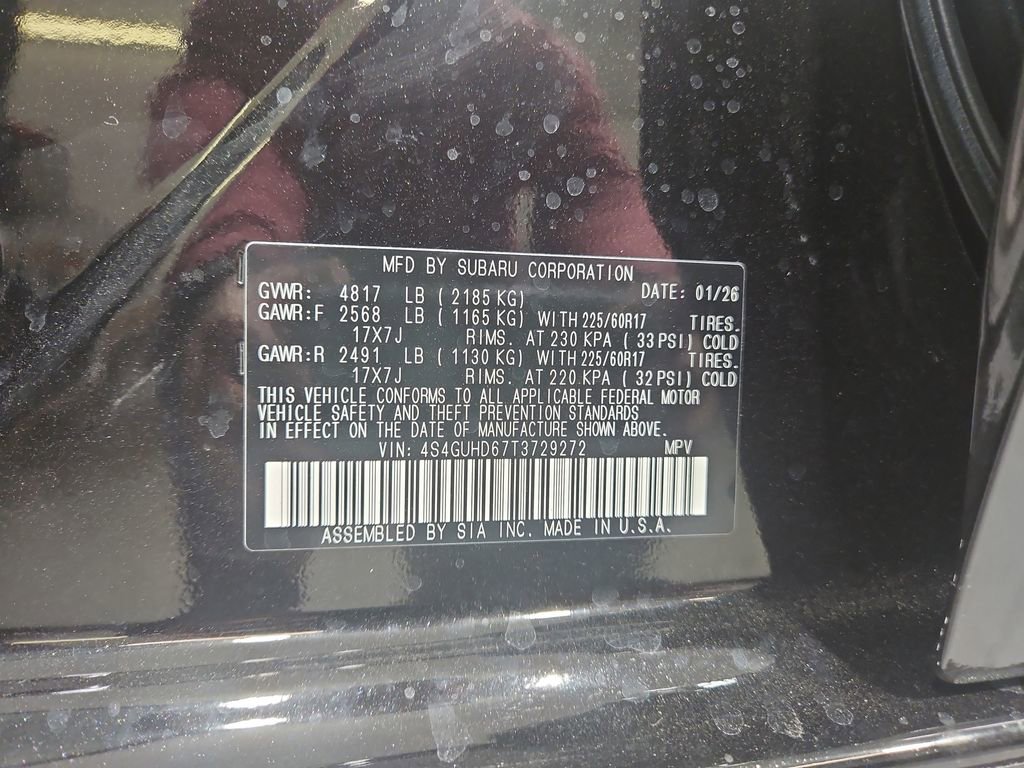 MFD BY SUBARU CORPORATION
GVWR: 4817 LB ( 2185 KG) DATE: 01/26
GAWR:F 2568 LB ( 1165 KG) WITH 225/60R17 TIRES.
17X7J RIMS. AT 230 KPA ( 33 PSI) COLD
GAWR:R 2491 LB ( 1130 KG) WITH 225/60R17 TIRES.
17X7J RIMS. AT 220 KPA ( 32 PSI) COLD
THIS VEHICLE CONFORMS TO ALL APPLICABLE FEDERAL MOTOR
VEHICLE SAFETY AND THEFT PREVENTION STANDARDS
IN EFFECT ON THE DATE OF MANUFACTURE SHOWN ABOVE.
VIN: 4S4GUHD67T3729272 MPV
ASSEMBLED BY SIA INC. MADE IN U.S.A.